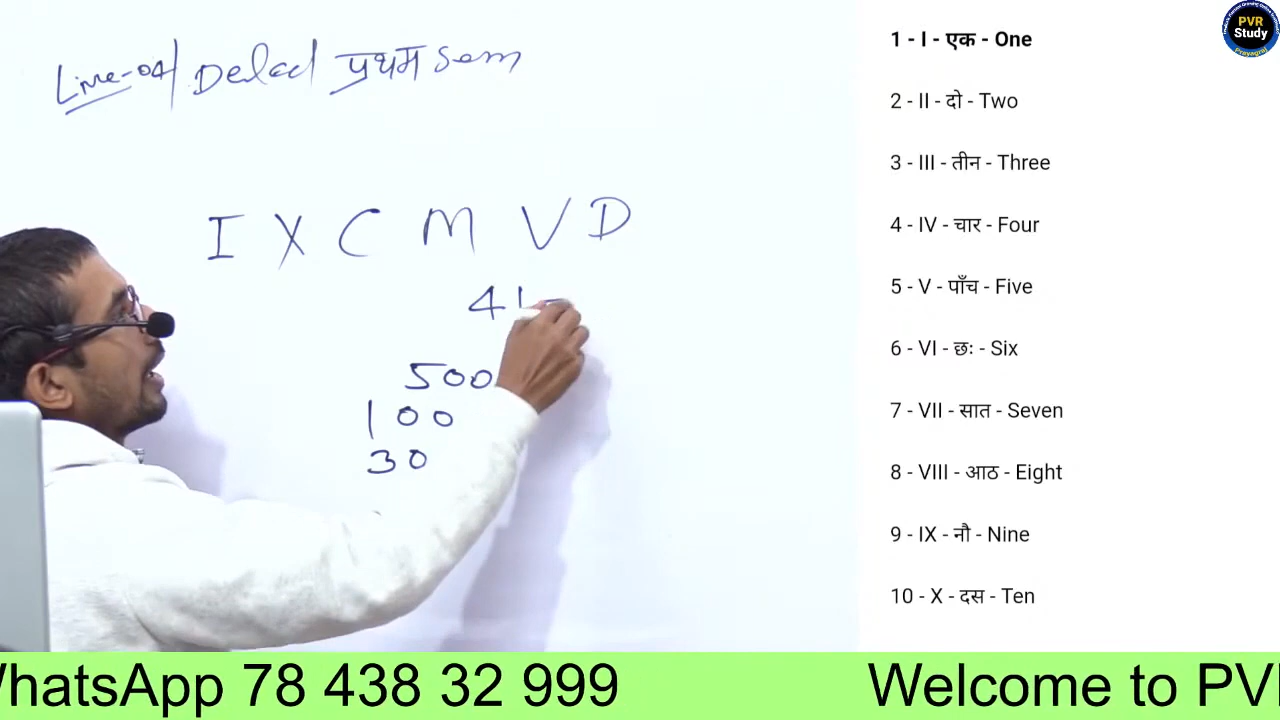 Live-04 Deled प्रथम Sem
I X C M V D
4
500
100
30
1 - I - एक - One
2 - II - दो - Two
3 - III - तीन - Three
4 - IV - चार - Four
5 - V - पाँच - Five
6 - VI - छः - Six
7 - VII - सात - Seven
8 - VIII - आठ - Eight
9 - IX - नौ - Nine
10 - X - दस - Ten
PVR
Study
Prayagraj
WhatsApp 78 438 32 999
Welcome to PV